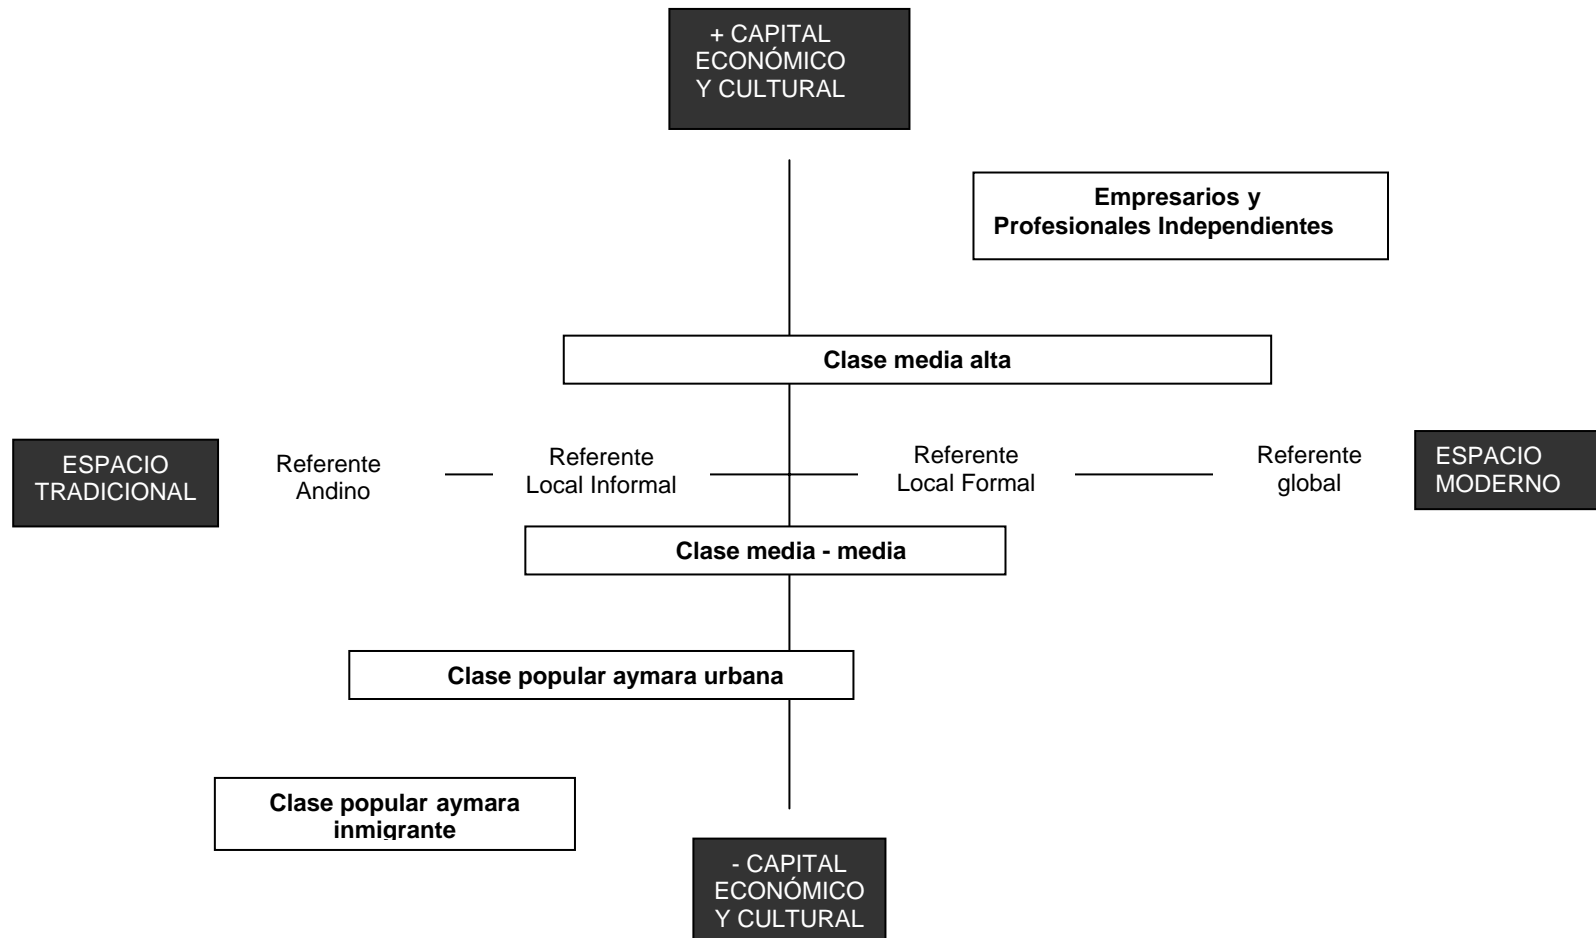 + CAPITAL
ECONÓMICO
Y CULTURAL
Empresarios y
Profesionales Independientes
Clase media alta
ESPACIO
TRADICIONAL
Referente
Andino
Referente
Local Informal
Referente
Local Formal
Referente
global
ESPACIO
MODERNO
Clase media - media
Clase popular aymara urbana
Clase popular aymara
inmigrante
- CAPITAL
ECONÓMICO
Y CULTURAL